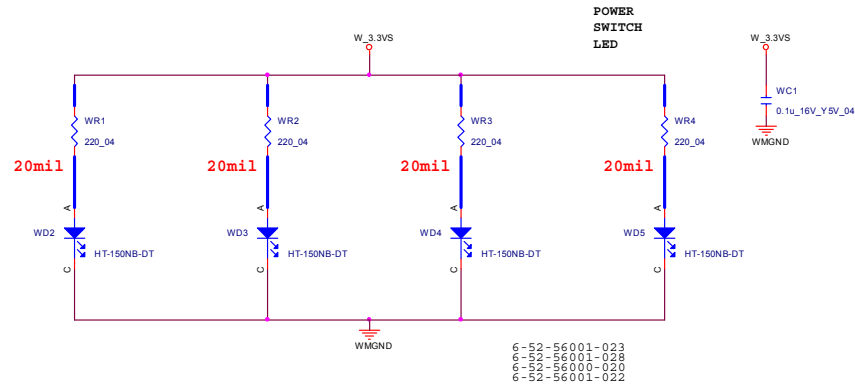 POWER
SWITCH
LED
W_3.3VS
W_3.3VS
WR1
220_04
WR2
220_04
WR3
220_04
WR4
220_04
WC1
0.1u_16V_Y5V_04
WMGND
20mil
20mil
20mil
20mil
A
A
A
A
WD2
HT-150NB-DT
WD3
HT-150NB-DT
WD4
HT-150NB-DT
WD5
HT-150NB-DT
C
C
C
C
WMGND
6-52-56001-023
6-52-56001-028
6-52-56000-020
6-52-56001-022